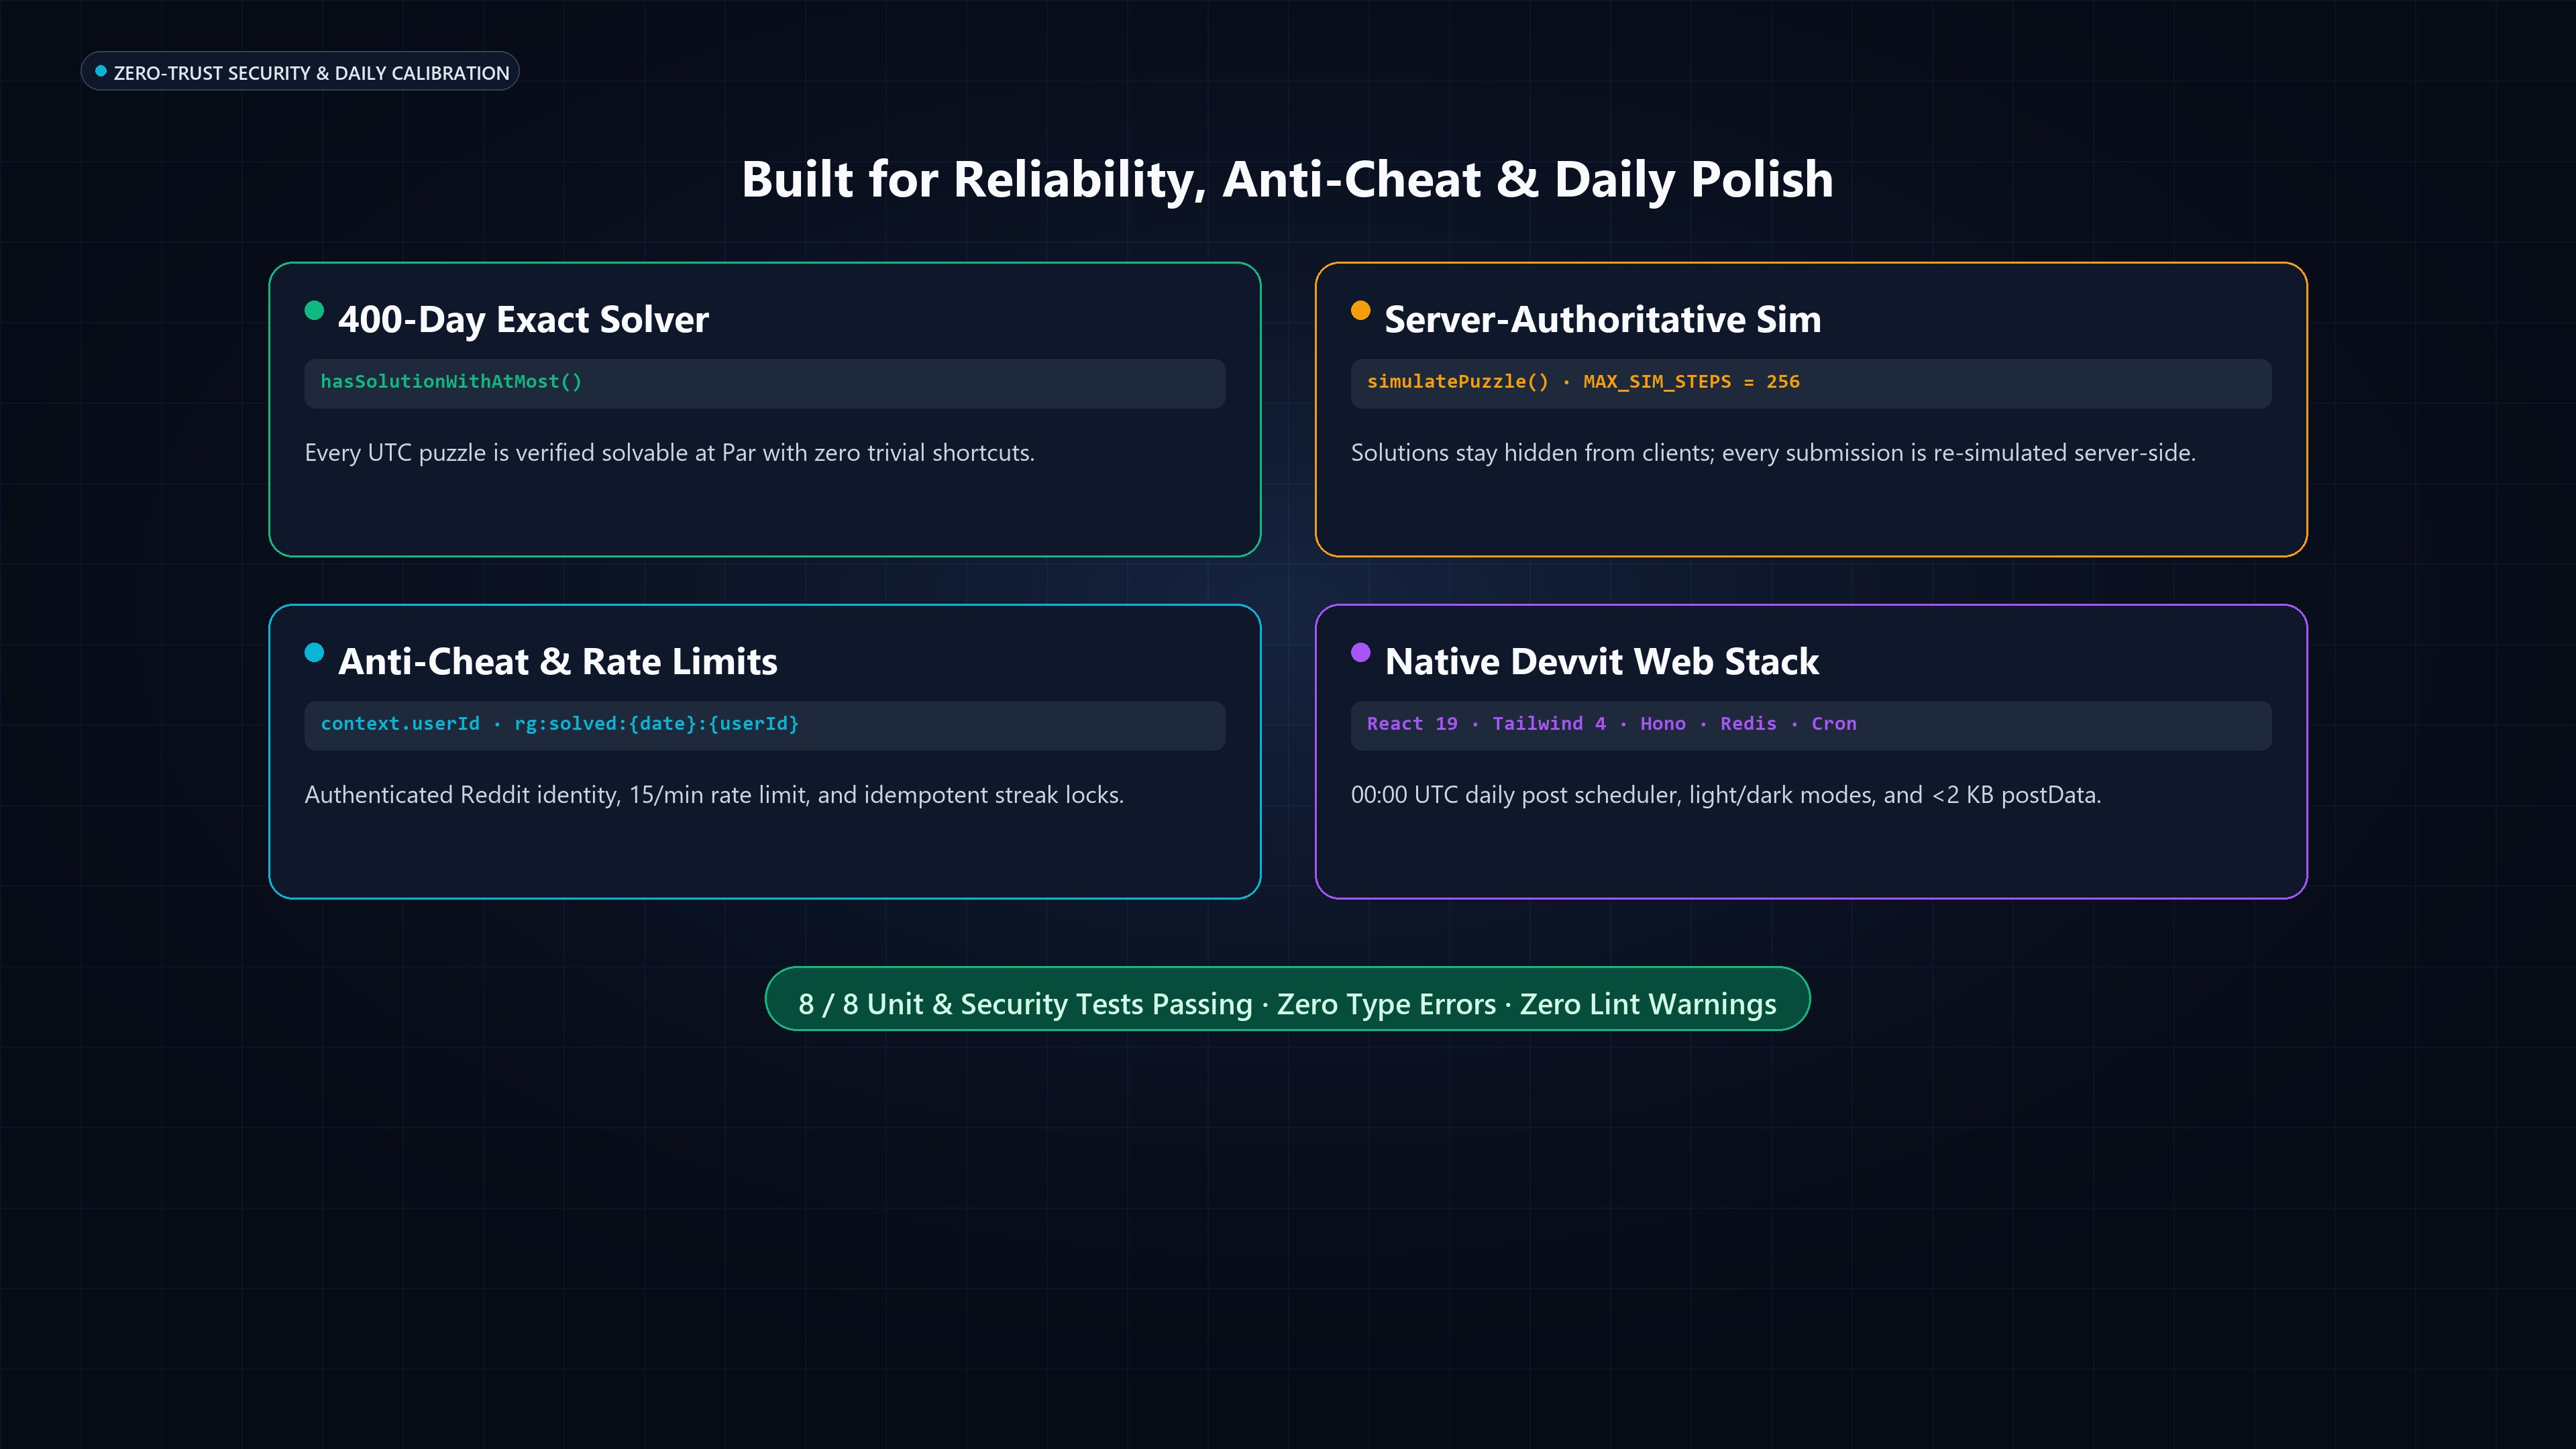 ZERO-TRUST SECURITY & DAILY CALIBRATION
Built for Reliability, Anti-Cheat & Daily Polish
400-Day Exact Solver
hasSolutionWithAtMost()
Every UTC puzzle is verified solvable at Par with zero trivial shortcuts.
Server-Authoritative Sim
simulatePuzzle() · MAX_SIM_STEPS = 256
Solutions stay hidden from clients; every submission is re-simulated server-side.
Anti-Cheat & Rate Limits
context.userId · rg:solved:{date}:{userId}
Authenticated Reddit identity, 15/min rate limit, and idempotent streak locks.
Native Devvit Web Stack
React 19 · Tailwind 4 · Hono · Redis · Cron
00:00 UTC daily post scheduler, light/dark modes, and <2 KB postData.
8 / 8 Unit & Security Tests Passing · Zero Type Errors · Zero Lint Warnings